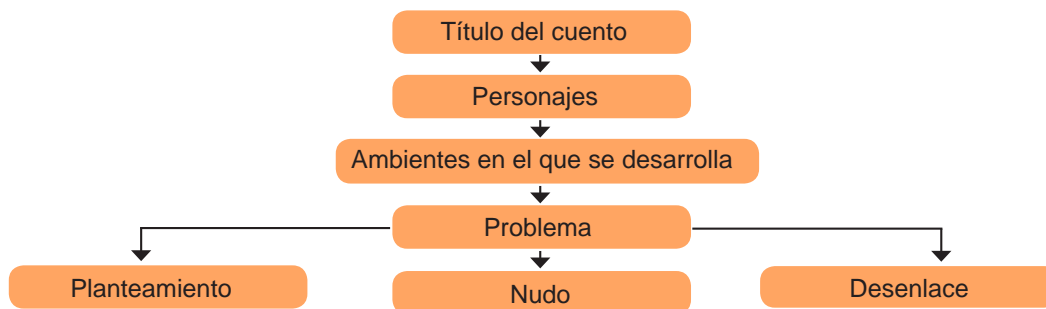 Título del cuento
Personajes
Ambientes en el que se desarrolla
Problema
Planteamiento
Nudo
Desenlace